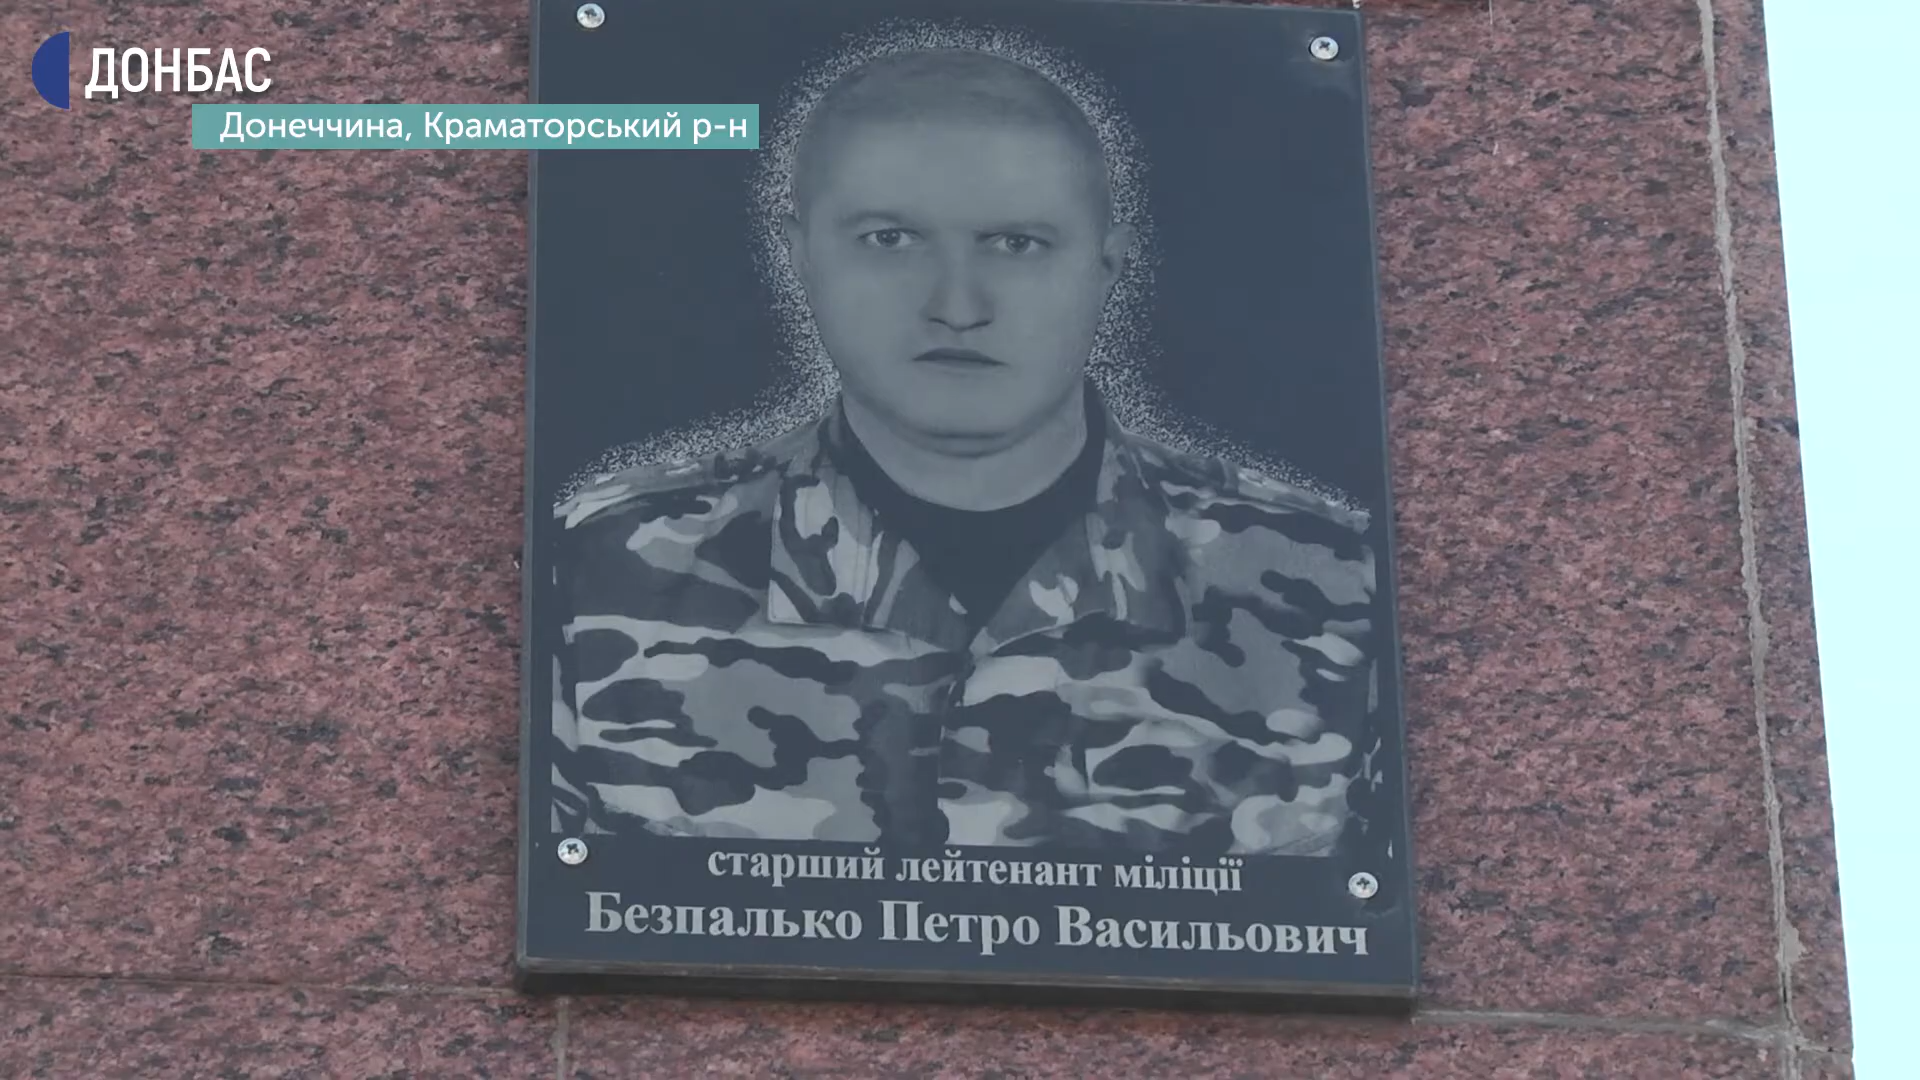 ДОНБАС
Донеччина, Краматорський р-н
старший лейтенант міліції
Безпалько Петро Васильович